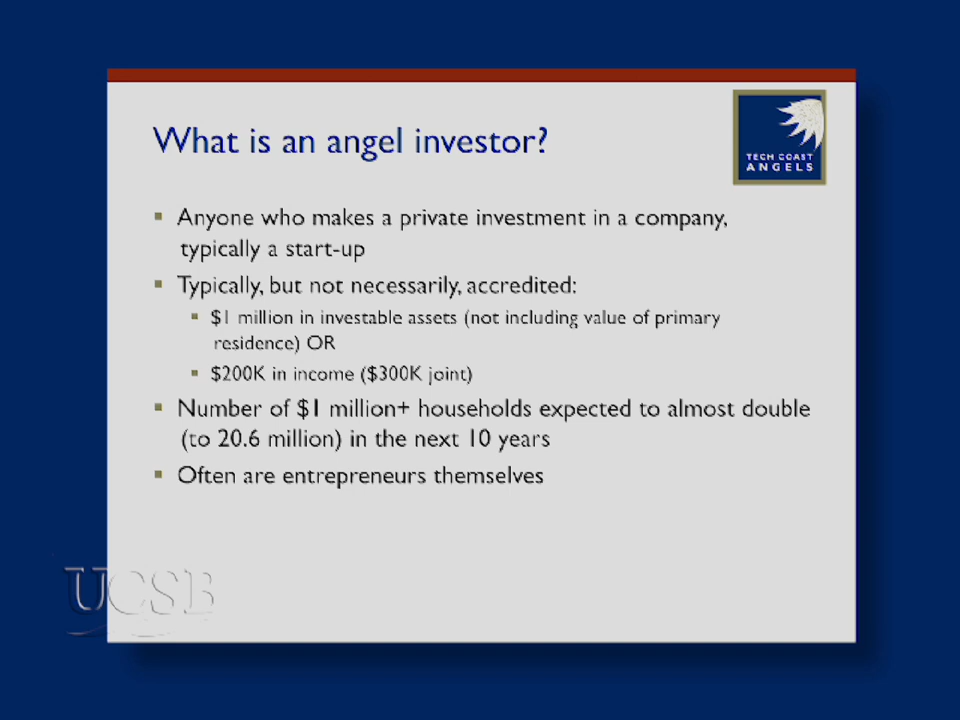 What is an angel investor?
TECH COAST
ANGELS
▪ Anyone who makes a private investment in a company,
typically a start-up
▪ Typically, but not necessarily, accredited:
▪ $1 million in investable assets (not including value of primary
residence) OR
▪ $200K in income ($300K joint)
▪ Number of $1 million+ households expected to almost double
(to 20.6 million) in the next 10 years
▪ Often are entrepreneurs themselves
UCSB